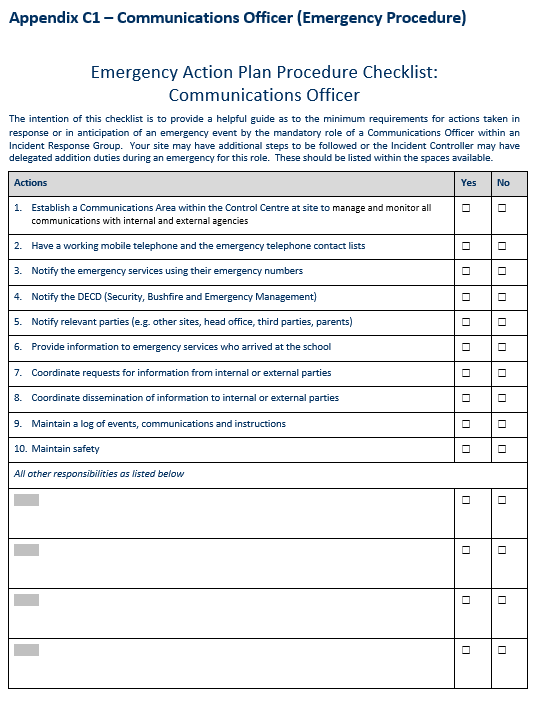 Appendix C1 – Communications Officer (Emergency Procedure)
Emergency Action Plan Procedure Checklist:
Communications Officer
The intention of this checklist is to provide a helpful guide as to the minimum requirements for actions taken in
response or in anticipation of an emergency event by the mandatory role of a Communications Officer within an
Incident Response Group. Your site may have additional steps to be followed or the Incident Controller may have
delegated addition duties during an emergency for this role. These should be listed within the spaces available.
Actions Yes No
1. Establish a Communications Area within the Control Centre at site to manage and monitor all
communications with internal and external agencies
2. Have a working mobile telephone and the emergency telephone contact lists
3. Notify the emergency services using their emergency numbers
4. Notify the DECD (Security, Bushfire and Emergency Management)
5. Notify relevant parties (e.g. other sites, head office, third parties, parents)
6. Provide information to emergency services who arrived at the school
7. Coordinate requests for information from internal or external parties
8. Coordinate dissemination of information to internal or external parties
9. Maintain a log of events, communications and instructions
10. Maintain safety
All other responsibilities as listed below